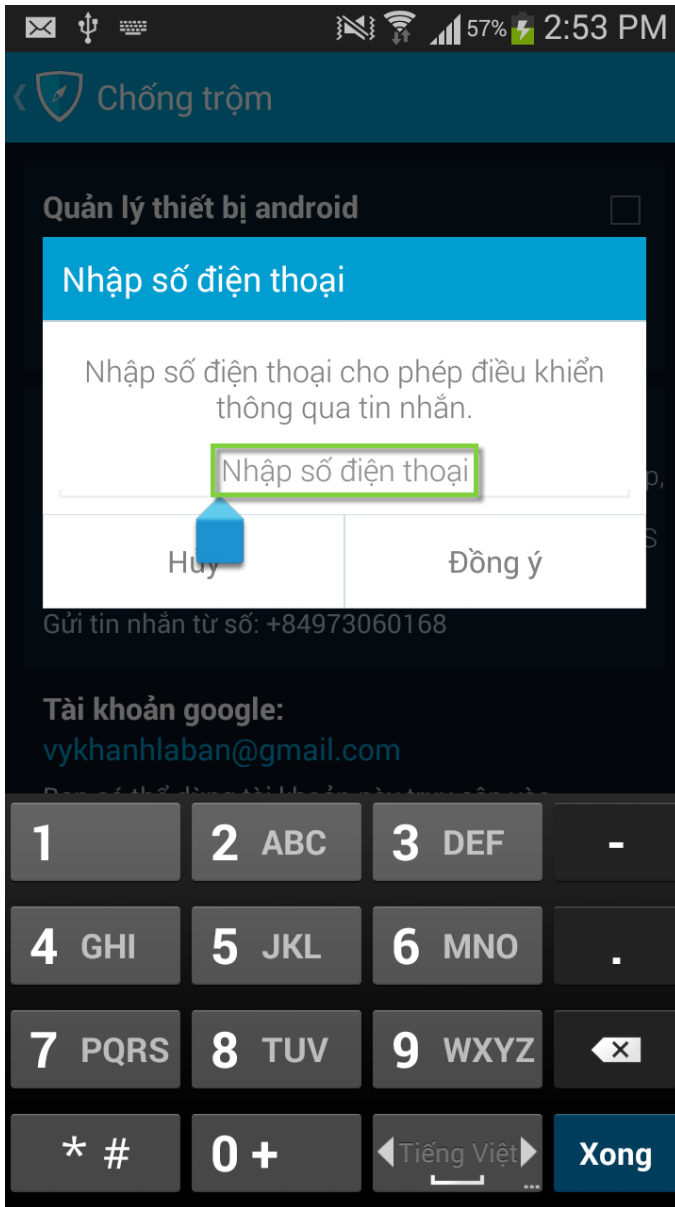 57% 2:53 PM
Chống trộm
Quản lý thiết bị android
Nhập số điện thoại
Nhập số điện thoại cho phép điều khiển
thông qua tin nhắn.
Nhập số điện thoại
p,
S
Hủy
Đồng ý
Gửi tin nhắn từ số: +84973060168
Tài khoản google:
vykhanhlaban@gmail.com
1
2 ABC
3 DEF
-
4 GHI
5 JKL
6 MNO
.
7 PQRS
8 TUV
9 WXYZ
* #
0 +
Tiếng Việt
...
Xong